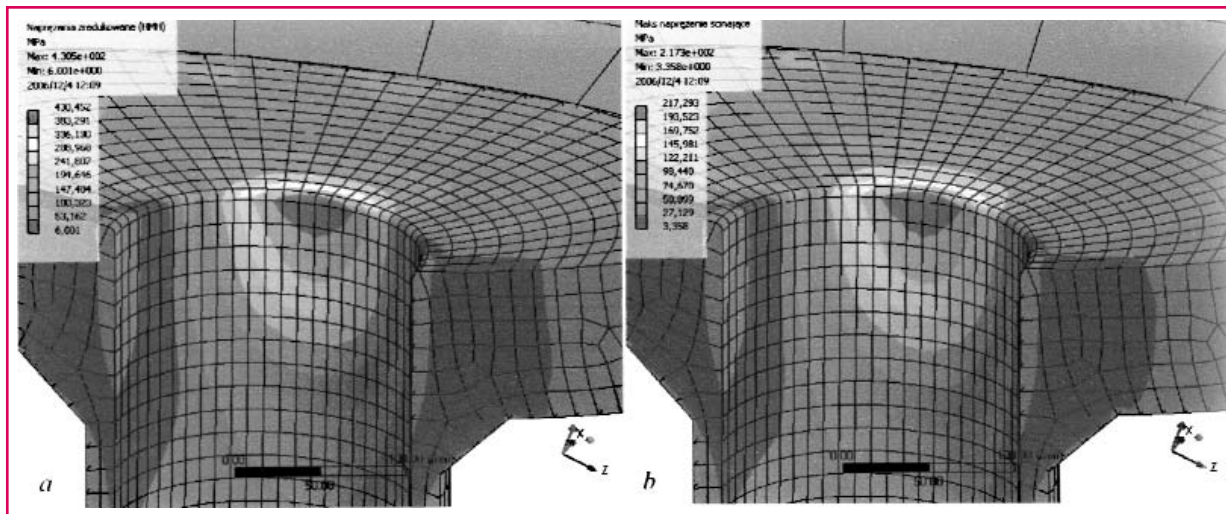 Naprężenia zredukowane (HMH)
MPa
Max: 4.305e+002
Min: 6.001e+000
2006/12/4 12:09
430,452
383,291
336,130
288,968
241,807
194,646
147,484
100,323
53,162
6,001
0.00
50.00
X
Z
a
Maks naprężenia ścinające
MPa
Max: 2.173e+002
Min: 3.358e+000
2006/12/4 12:09
217,293
193,523
169,752
145,981
122,211
98,440
74,670
50,899
27,129
3,358
0.00
50.00
X
Z
b